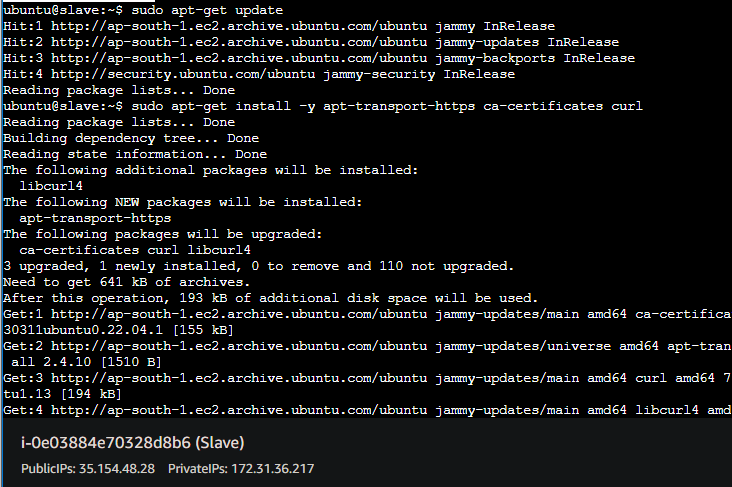 ubuntu@slave:~$ sudo apt-get update
Hit:1 http://ap-south-1.ec2.archive.ubuntu.com/ubuntu jammy InRelease
Hit:2 http://ap-south-1.ec2.archive.ubuntu.com/ubuntu jammy-updates InRelease
Hit:3 http://ap-south-1.ec2.archive.ubuntu.com/ubuntu jammy-backports InRelease
Hit:4 http://security.ubuntu.com/ubuntu jammy-security InRelease
Reading package lists... Done
ubuntu@slave:~$ sudo apt-get install -y apt-transport-https ca-certificates curl
Reading package lists... Done
Building dependency tree... Done
Reading state information... Done
The following additional packages will be installed:
  libcurl4
The following NEW packages will be installed:
  apt-transport-https
The following packages will be upgraded:
  ca-certificates curl libcurl4
3 upgraded, 1 newly installed, 0 to remove and 110 not upgraded.
Need to get 641 kB of archives.
After this operation, 193 kB of additional disk space will be used.
Get:1 http://ap-south-1.ec2.archive.ubuntu.com/ubuntu jammy-updates/main amd64 ca-certifica
30311ubuntu0.22.04.1 [155 kB]
Get:2 http://ap-south-1.ec2.archive.ubuntu.com/ubuntu jammy-updates/universe amd64 apt-tran
 all 2.4.10 [1510 B]
Get:3 http://ap-south-1.ec2.archive.ubuntu.com/ubuntu jammy-updates/main amd64 curl amd64 7
tu1.13 [194 kB]
Get:4 http://ap-south-1.ec2.archive.ubuntu.com/ubuntu jammy-updates/main amd64 libcurl4 amd
i-0e03884e70328d8b6 (Slave)
PublicIPs: 35.154.48.28 PrivateIPs: 172.31.36.217